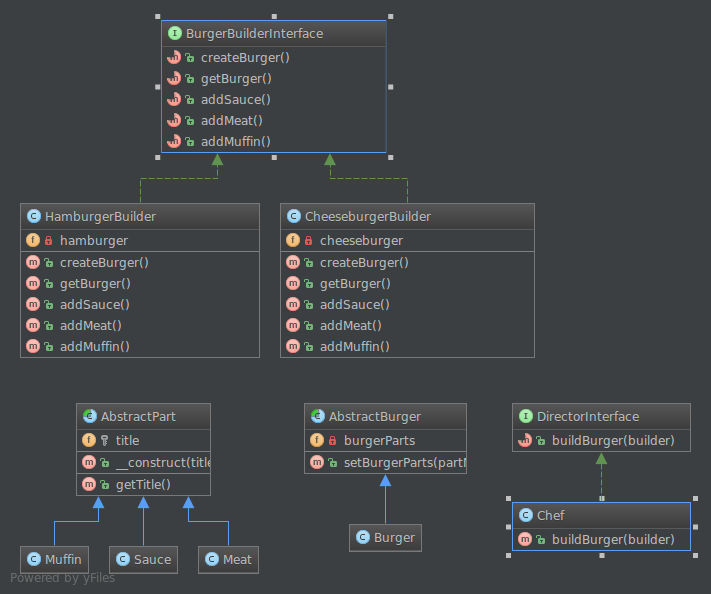 BurgerBuilderInterface
createBurger()
getBurger()
addSauce()
addMeat()
addMuffin()
HamburgerBuilder
hamburger
createBurger()
getBurger()
addSauce()
addMeat()
addMuffin()
CheeseburgerBuilder
cheeseburger
createBurger()
getBurger()
addSauce()
addMeat()
addMuffin()
AbstractPart
title
__construct(title
getTitle()
AbstractBurger
burgerParts
setBurgerParts(part
DirectorInterface
buildBurger(builder)
Chef
buildBurger(builder)
Muffin
Sauce
Meat
Burger
Powered by yFiles